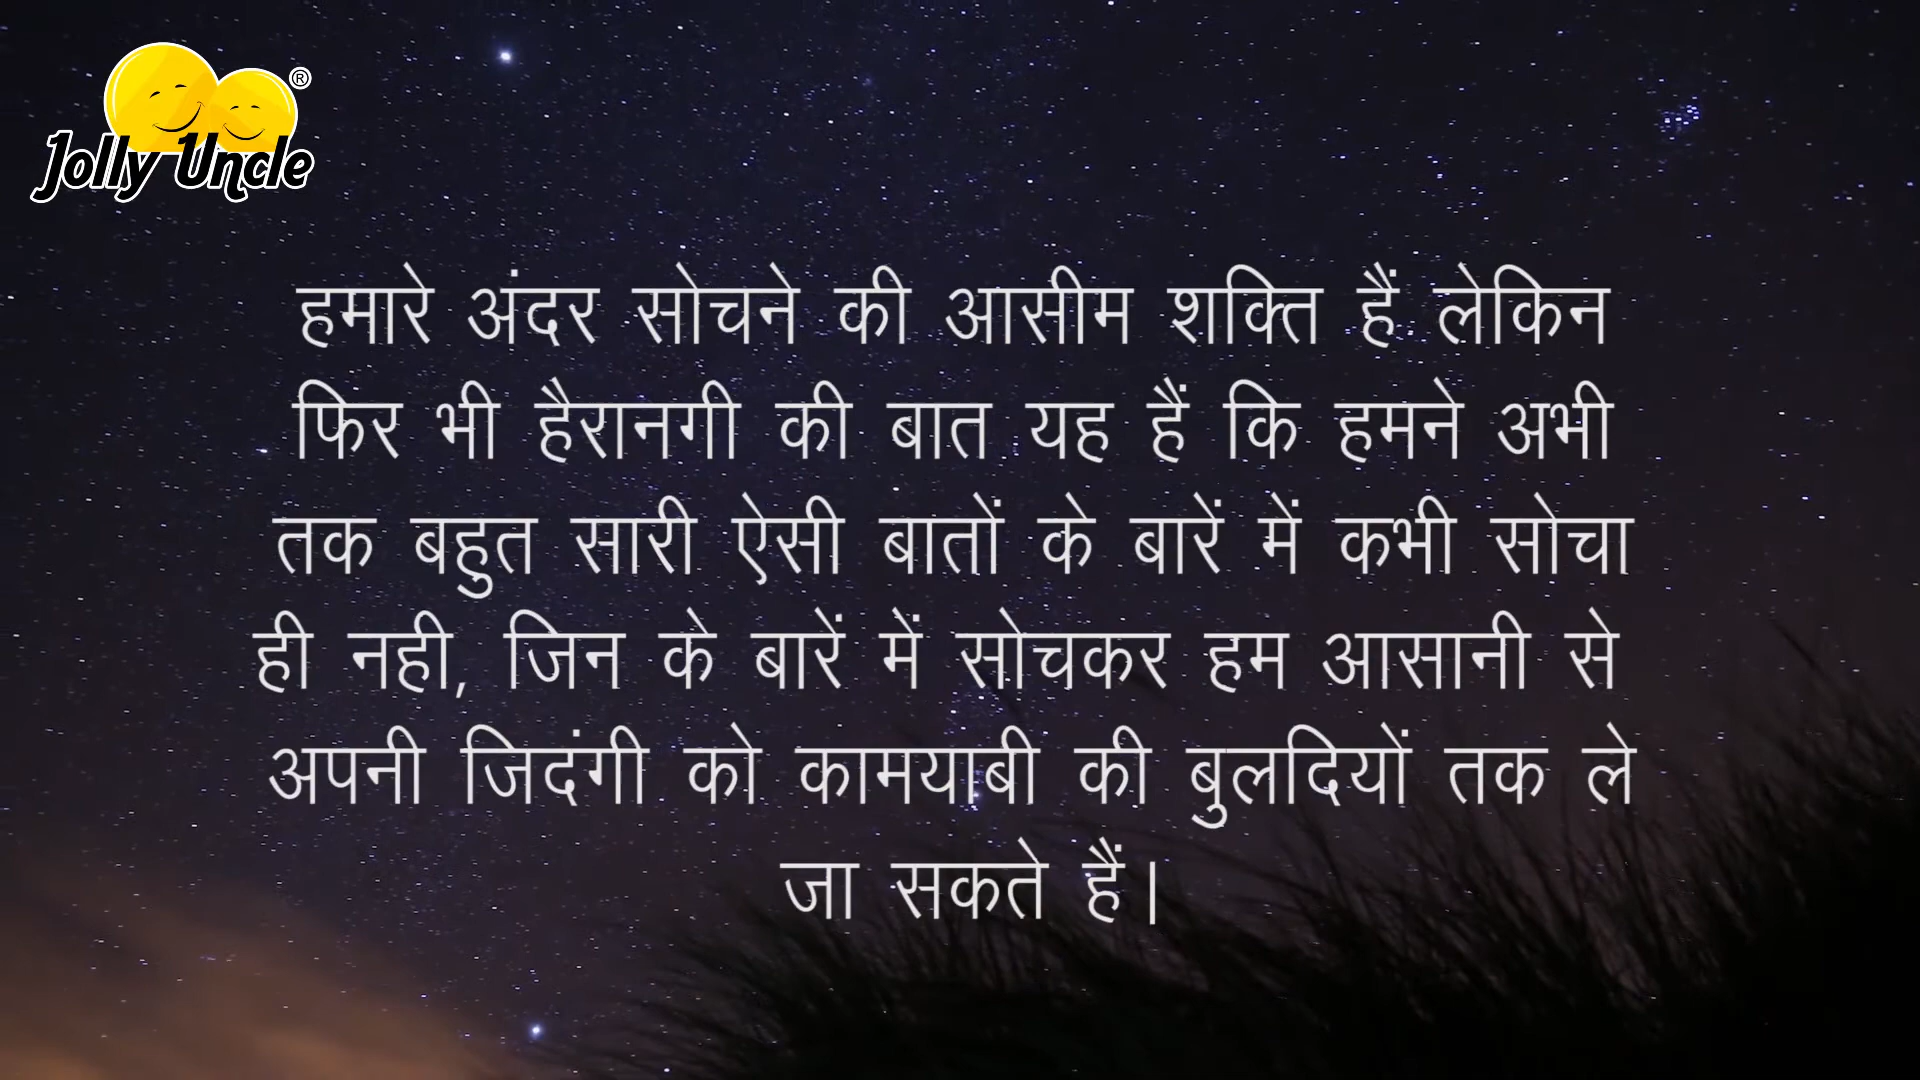 Jolly Uncle ®
हमारे अंदर सोचने की आसीम शक्ति हैं लेकिन
फिर भी हैरानगी की बात यह हैं कि हमने अभी
तक बहुत सारी ऐसी बातों के बारें में कभी सोचा
ही नही, जिन के बारें में सोचकर हम आसानी से
अपनी जिदंगी को कामयाबी की बुलदियों तक ले
जा सकते हैं।